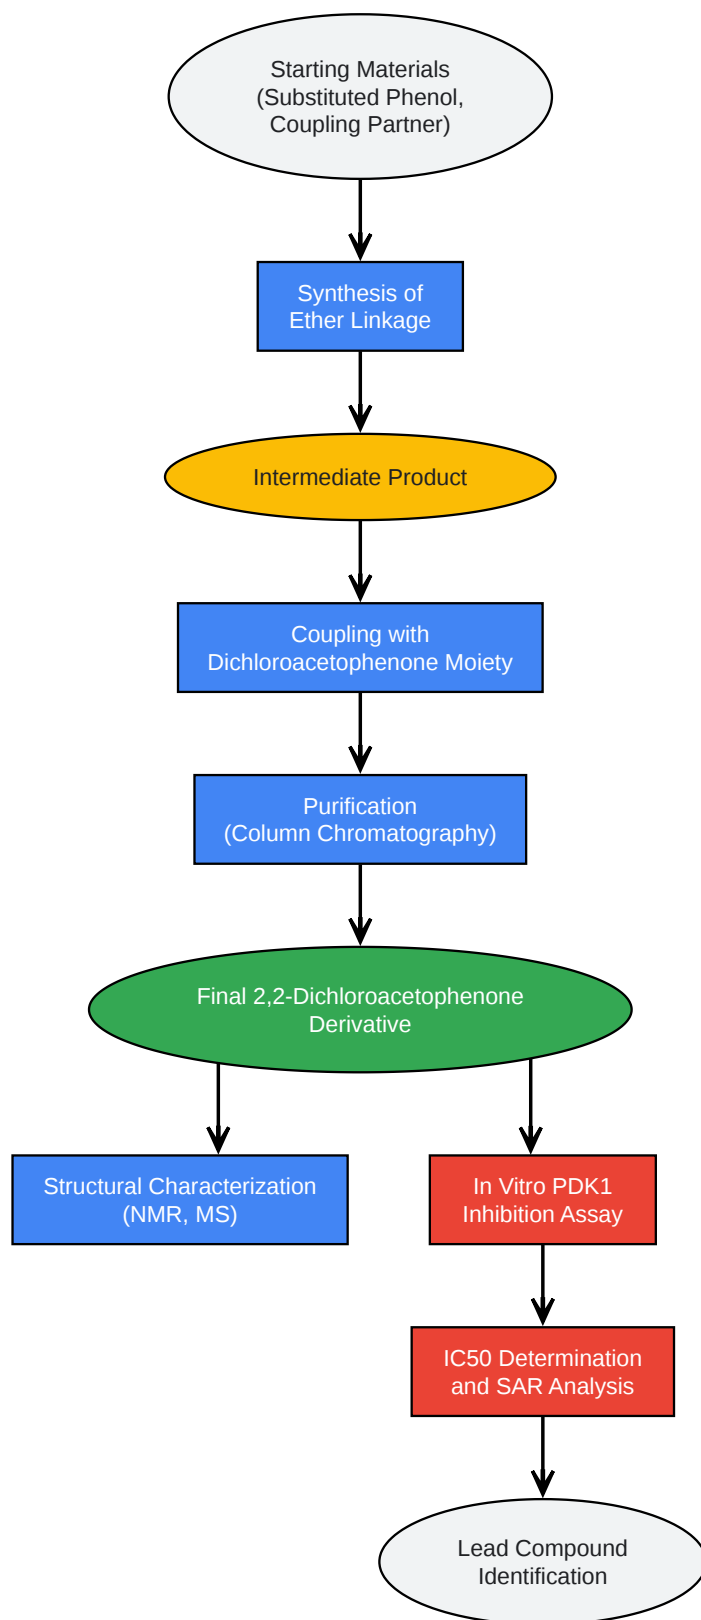 Starting Materials
(Substituted Phenol,
Coupling Partner)
Synthesis of
Ether Linkage
Intermediate Product
Coupling with
Dichloroacetophenone Moiety
Purification
(Column Chromatography)
Final 2,2-Dichloroacetophenone
Derivative
Structural Characterization
(NMR, MS)
In Vitro PDK1
Inhibition Assay
IC50 Determination
and SAR Analysis
Lead Compound
Identification